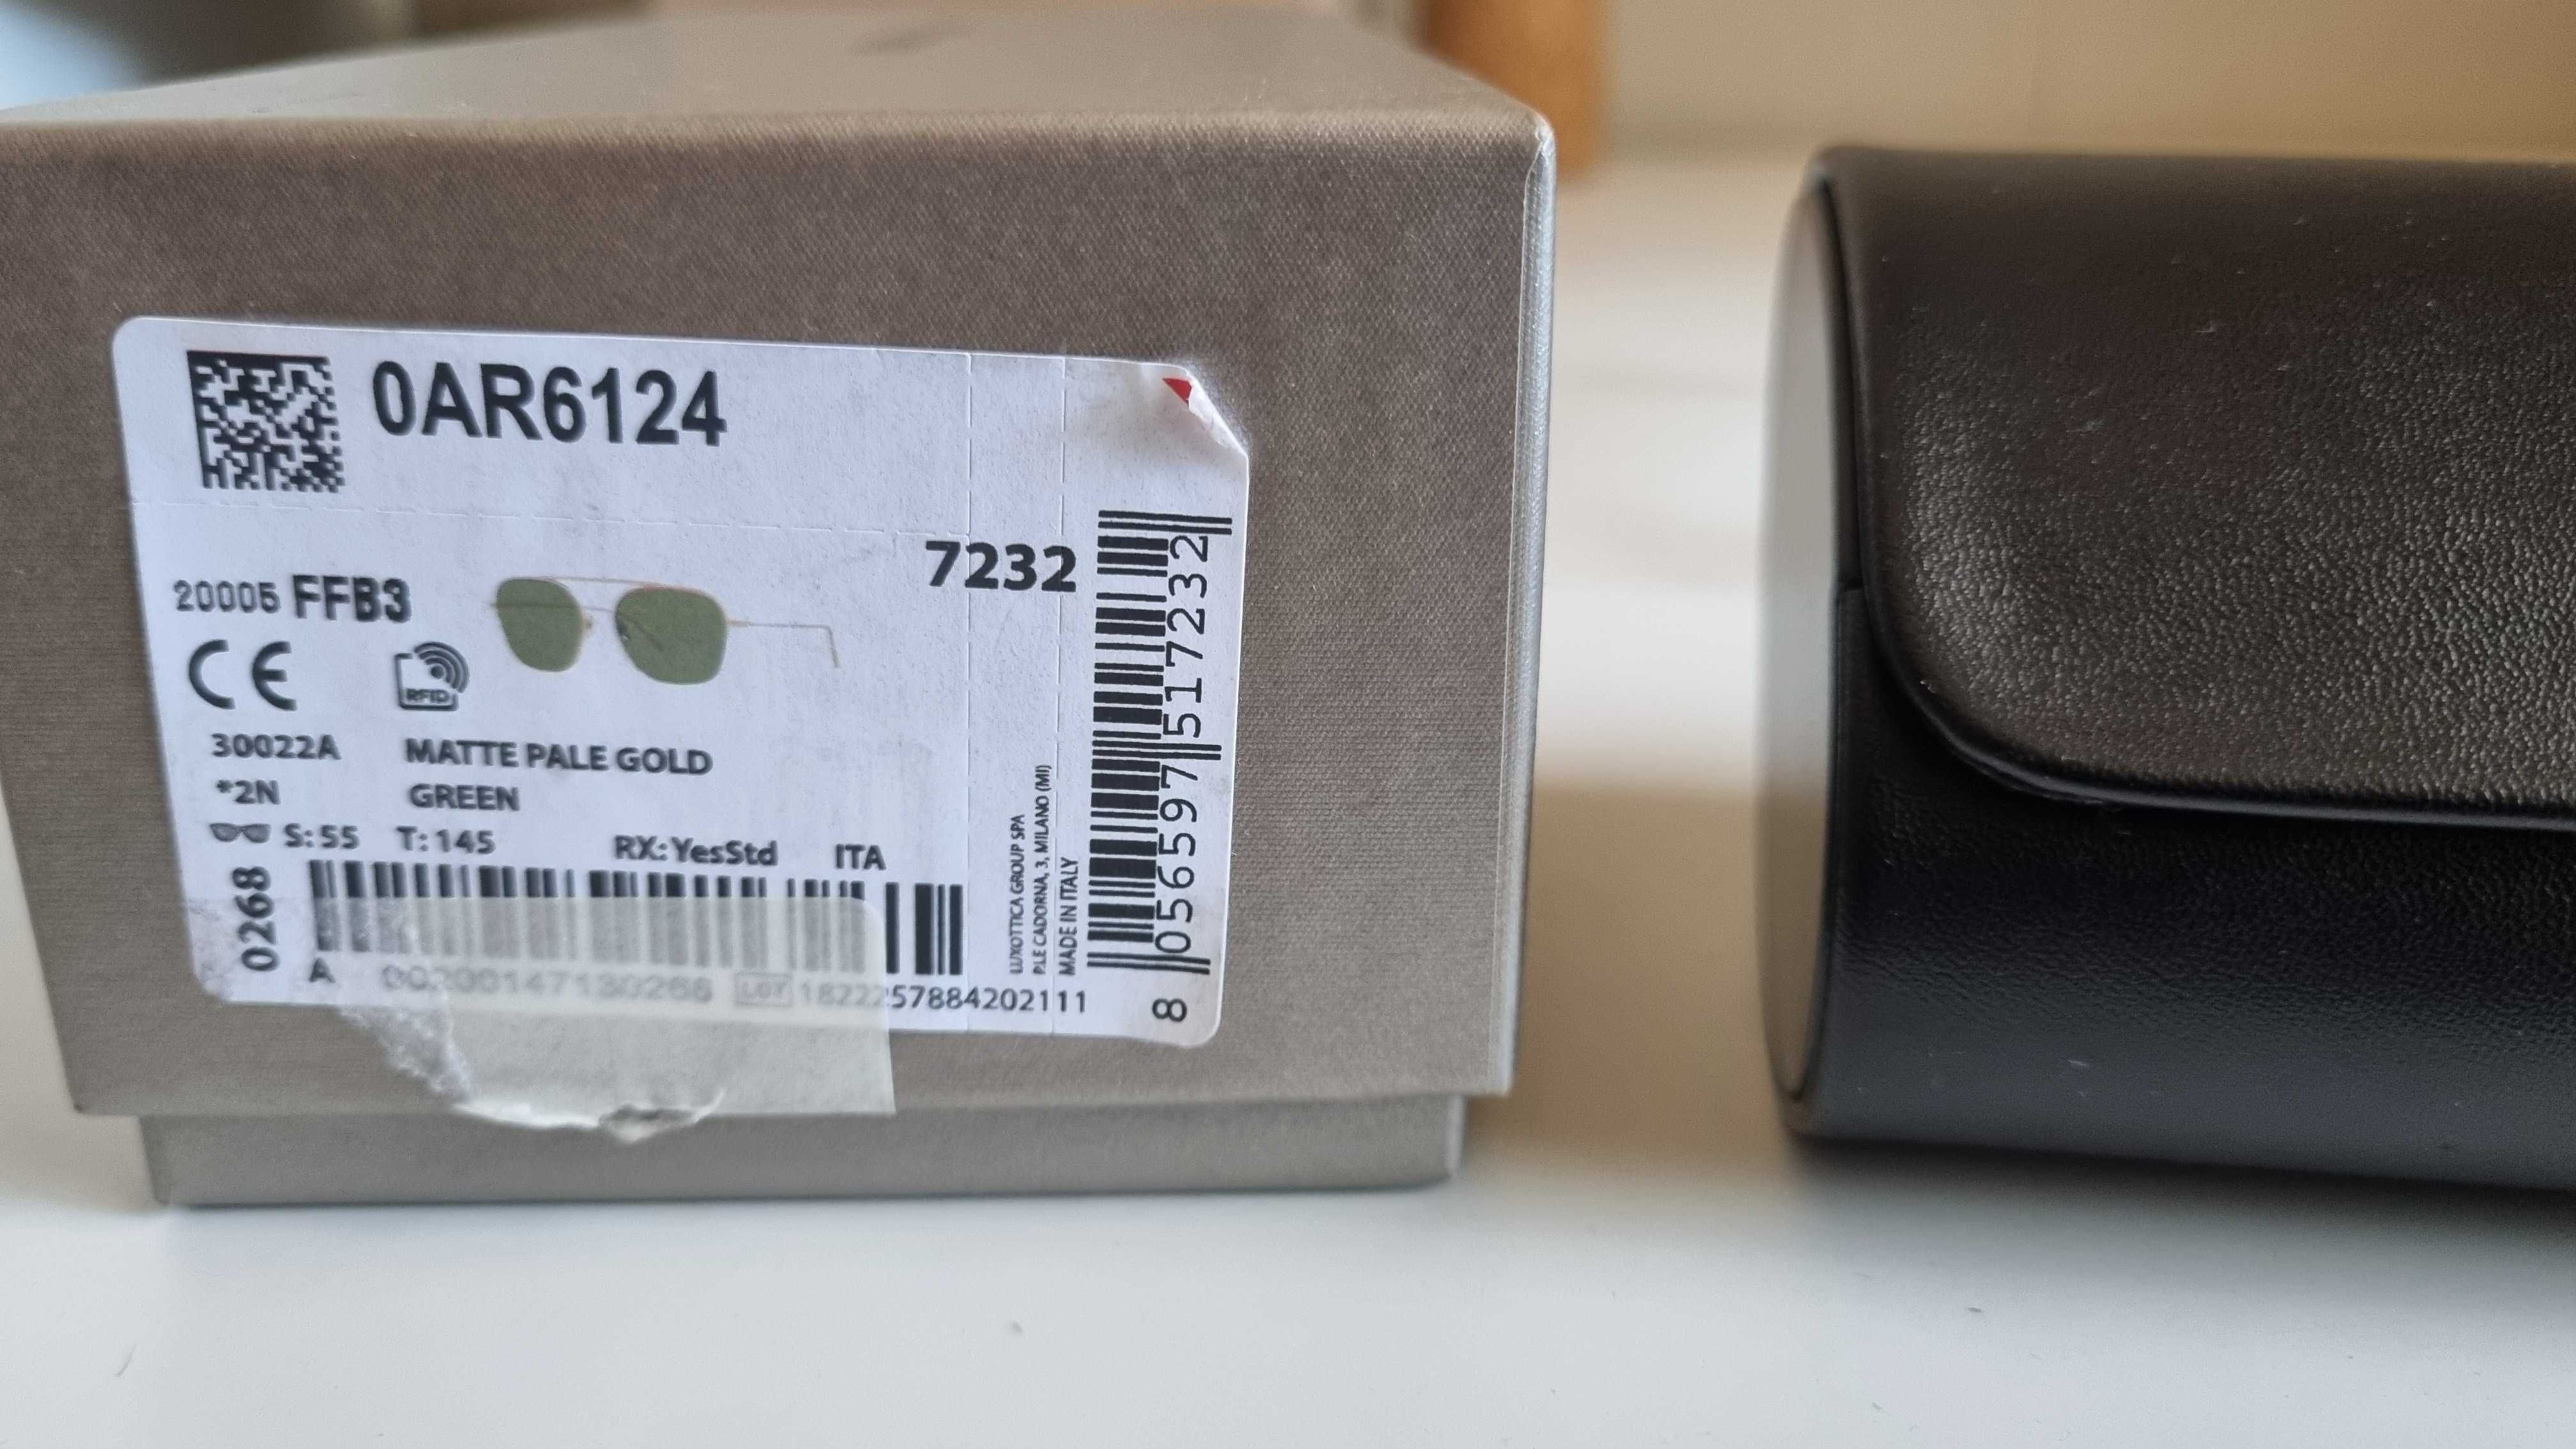 0AR6124
7232
20005 FFB3
CE
RFID
30022A MATTE PALE GOLD
*2N GREEN
S: 55 T: 145 RX: YesStd ITA
0268
A 00200147130268 LOT 1822257884202111
LUXOTTICA GROUP SPA
P.LE CADORNA, 3, MILANO (MI)
MADE IN ITALY
8 056597 517232